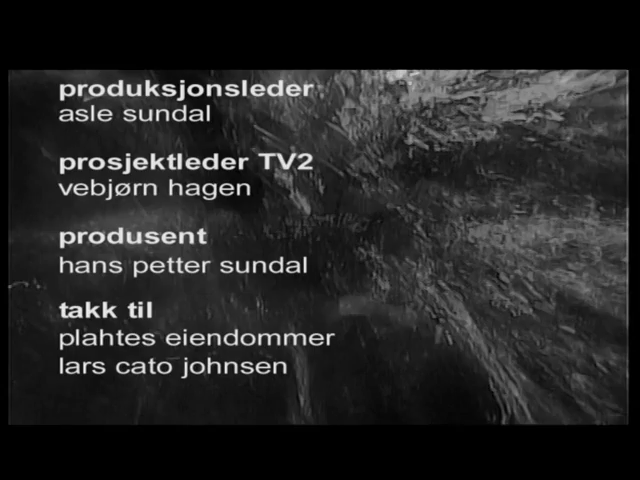 produksjonsleder
asle sundal
prosjektleder TV2
vebjørn hagen
produsent
hans petter sundal
takk til
plahtes eiendommer
lars cato johnsen